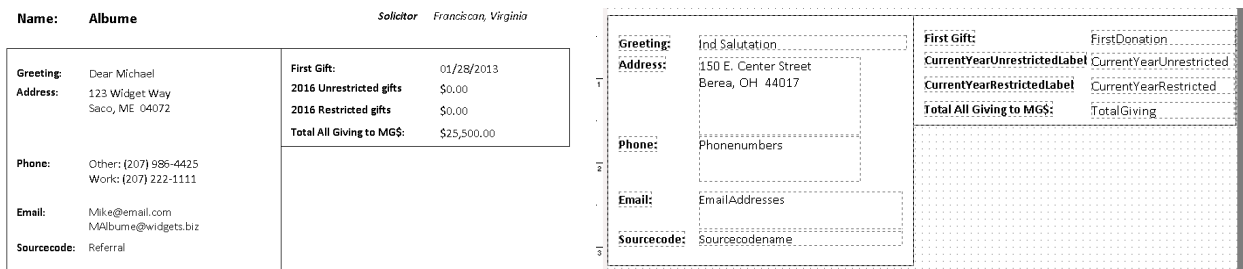 Name: Albume
Solicitor Franciscan, Virginia
Greeting: Dear Michael
Address: 123 Widget Way
Saco, ME 04072
Phone: Other: (207) 986-4425
Work: (207) 222-1111
Email: Mike@email.com
MAlbume@widgets.biz
Sourcecode: Referral
First Gift: 01/28/2013
2016 Unrestricted gifts $0.00
2016 Restricted gifts $0.00
Total All Giving to MG$: $25,500.00
Greeting: Ind Salutation
Address: 150 E. Center Street
Berea, OH 44017
Phone: Phonenumbers
Email: EmailAddresses
Sourcecode: Sourcecodename
First Gift: FirstDonation
CurrentYearUnrestrictedLabel CurrentYearUnrestricted
CurrentYearRestrictedLabel CurrentYearRestricted
Total All Giving to MG$: TotalGiving
1
2
3